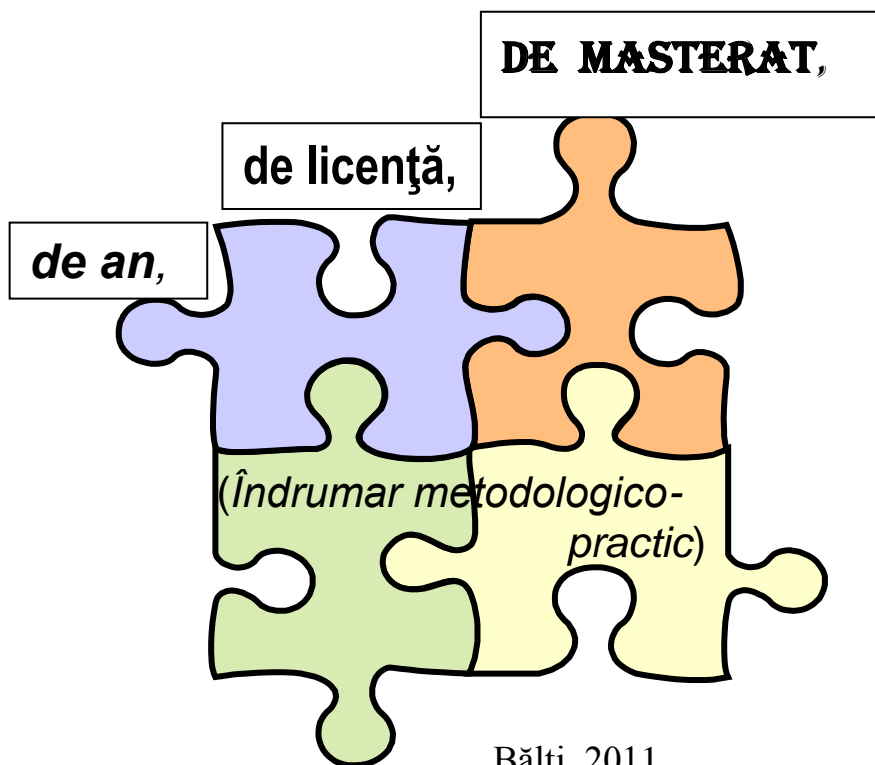 DE MASTERAT,
de licenţă,
de an,
(Îndrumar metodologico-
practic)
Bălţi, 2011